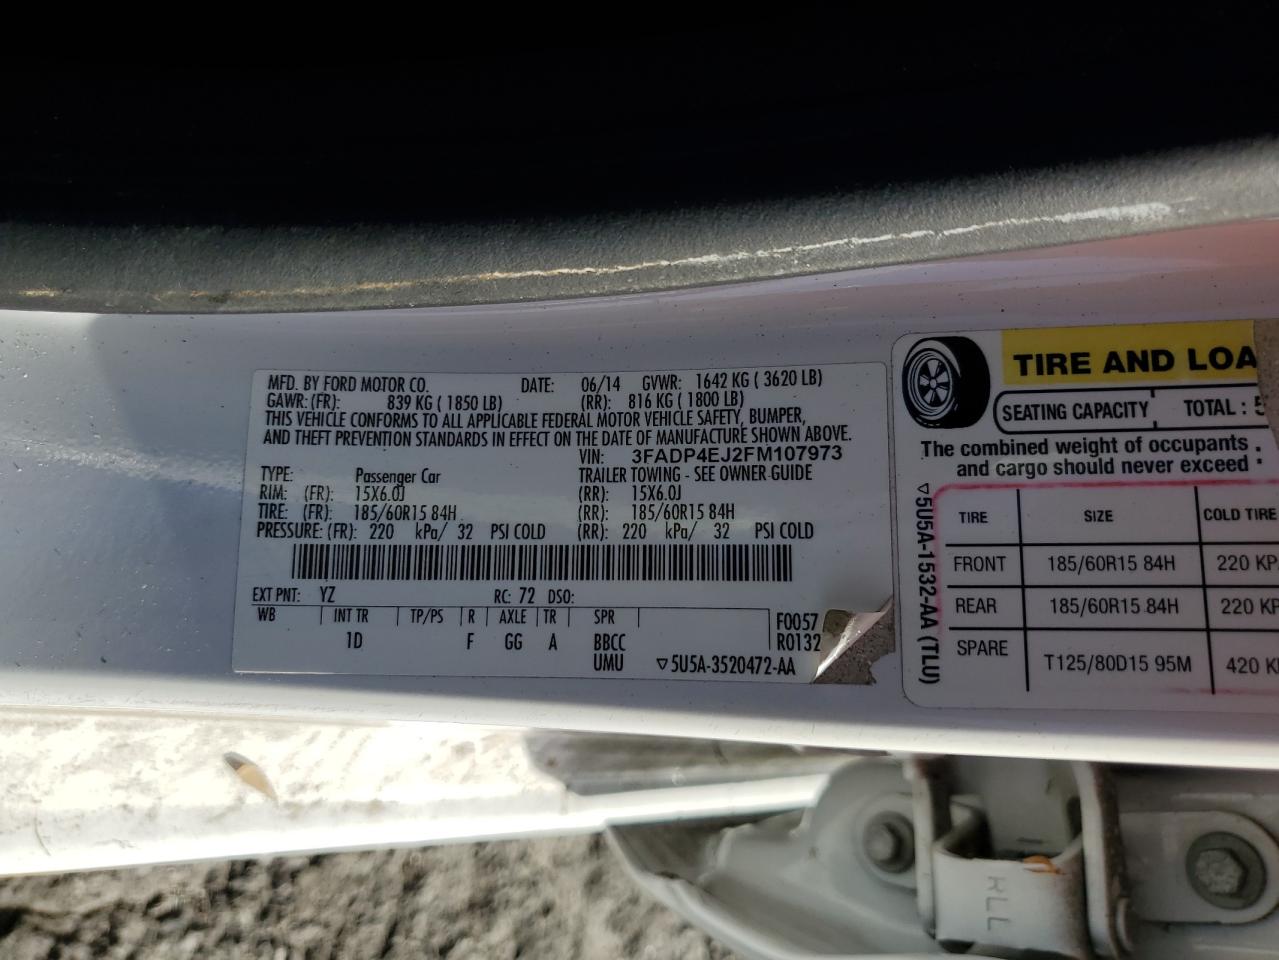 MFD. BY FORD MOTOR CO. DATE: 06/14 GVWR: 1642 KG ( 3620 LB)
GAWR: (FR): 839 KG ( 1850 LB) (RR): 816 KG ( 1800 LB)
THIS VEHICLE CONFORMS TO ALL APPLICABLE FEDERAL MOTOR VEHICLE SAFETY, BUMPER,
AND THEFT PREVENTION STANDARDS IN EFFECT ON THE DATE OF MANUFACTURE SHOWN ABOVE.
VIN: 3FADP4EJ2FM107973
TYPE: Passenger Car TRAILER TOWING - SEE OWNER GUIDE
RIM: (FR): 15X6.0J (RR): 15X6.0J
TIRE: (FR): 185/60R15 84H (RR): 185/60R15 84H
PRESSURE: (FR): 220 kPa/ 32 PSI COLD (RR): 220 kPa/ 32 PSI COLD
EXT PNT: YZ RC: 72 DSO:
WB INT TR TP/PS R AXLE TR SPR F0057
1D F GG A BBCC R0132
UMU ▽5U5A-3520472-AA
TIRE AND LOA
SEATING CAPACITY TOTAL : 5
The combined weight of occupants
and cargo should never exceed :
▽5U5A-1532-AA (TLU)
TIRE SIZE COLD TIRE
FRONT 185/60R15 84H 220 KP
REAR 185/60R15 84H 220 K
SPARE T125/80D15 95M 420 K